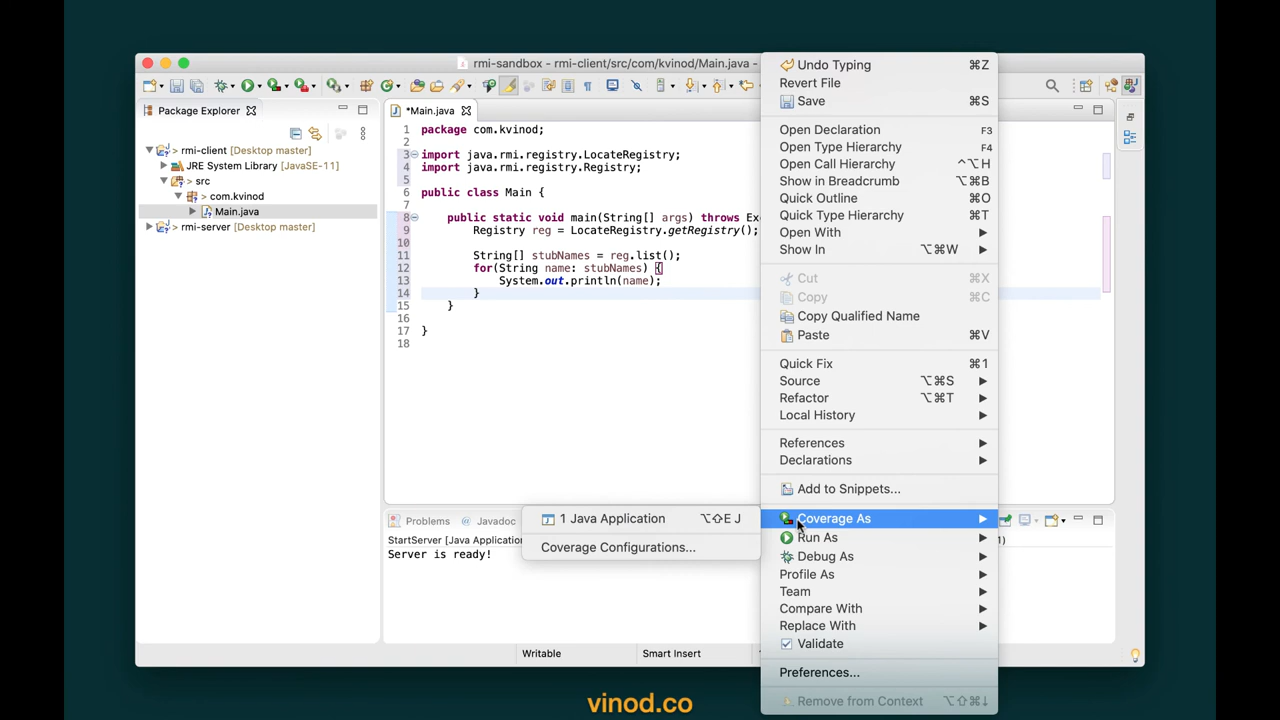 rmi-sandbox - rmi-client/src/com/kvinod/Main.java -
Package Explorer
> rmi-client [Desktop master]
JRE System Library [JavaSE-11]
> src
> com.kvinod
Main.java
> rmi-server [Desktop master]
*Main.java
1 package com.kvinod;
2
3 import java.rmi.registry.LocateRegistry;
4 import java.rmi.registry.Registry;
5
6 public class Main {
7
8 public static void main(String[] args) throws Ex
9 Registry reg = LocateRegistry.getRegistry();
10
11 String[] stubNames = reg.list();
12 for(String name: stubNames) {
13 System.out.println(name);
14 }
15 }
16
17 }
18
Problems
@ Javadoc
StartServer [Java Application]
Server is ready!
1)
Writable
Smart Insert
Undo Typing ⌘Z
Revert File
Save ⌘S
Open Declaration F3
Open Type Hierarchy F4
Open Call Hierarchy ^⌥H
Show in Breadcrumb ⌥⌘B
Quick Outline ⌘O
Quick Type Hierarchy ⌘T
Open With
Show In ⌥⌘W
Cut ⌘X
Copy ⌘C
Copy Qualified Name
Paste ⌘V
Quick Fix ⌘1
Source ⌥⌘S
Refactor ⌥⌘T
Local History
References
Declarations
Add to Snippets...
Coverage As
1 Java Application ⌥⇧E J
Coverage Configurations...
Run As
Debug As
Profile As
Team
Compare With
Replace With
Validate
Preferences...
Remove from Context ⌥⇧⌘↓
vinod.co